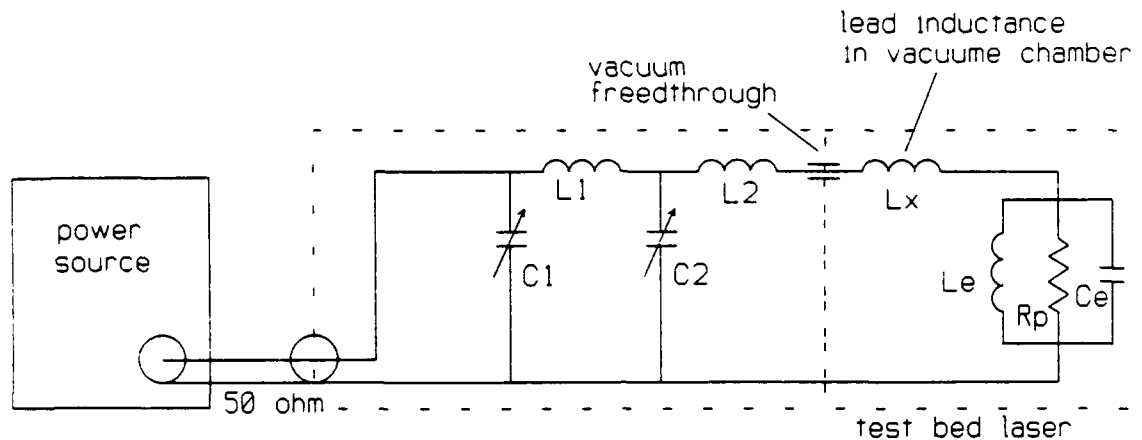 lead inductance
in vacuume chamber
vacuum
freedthrough
L1
L2
Lx
power
source
C1
C2
Le
Rp
Ce
50 ohm
test bed laser